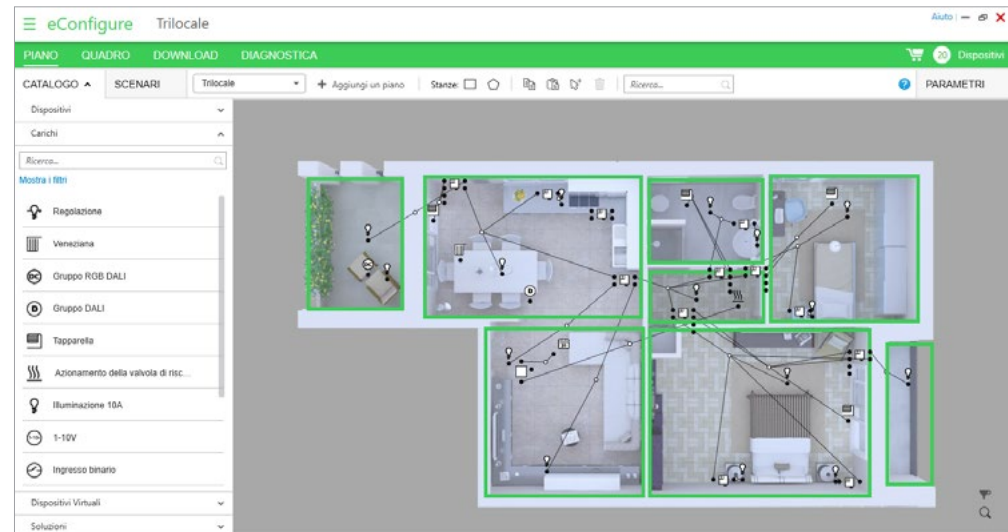 eConfigure Trilocale Aiuto
PIANO QUADRO DOWNLOAD DIAGNOSTICA 20 Dispositivi
CATALOGO SCENARI Trilocale + Aggiungi un piano Stanze: Ricerca... ? PARAMETRI
Dispositivi
Carichi
Ricerca...
Mostra i filtri
Regolazione
Veneziana
Gruppo RGB DALI
D Gruppo DALI
Tapparella
Azionamento della valvola di risc...
Illuminazione 10A
1-10V
Ingresso binario
Dispositivi Virtuali
Soluzioni
D